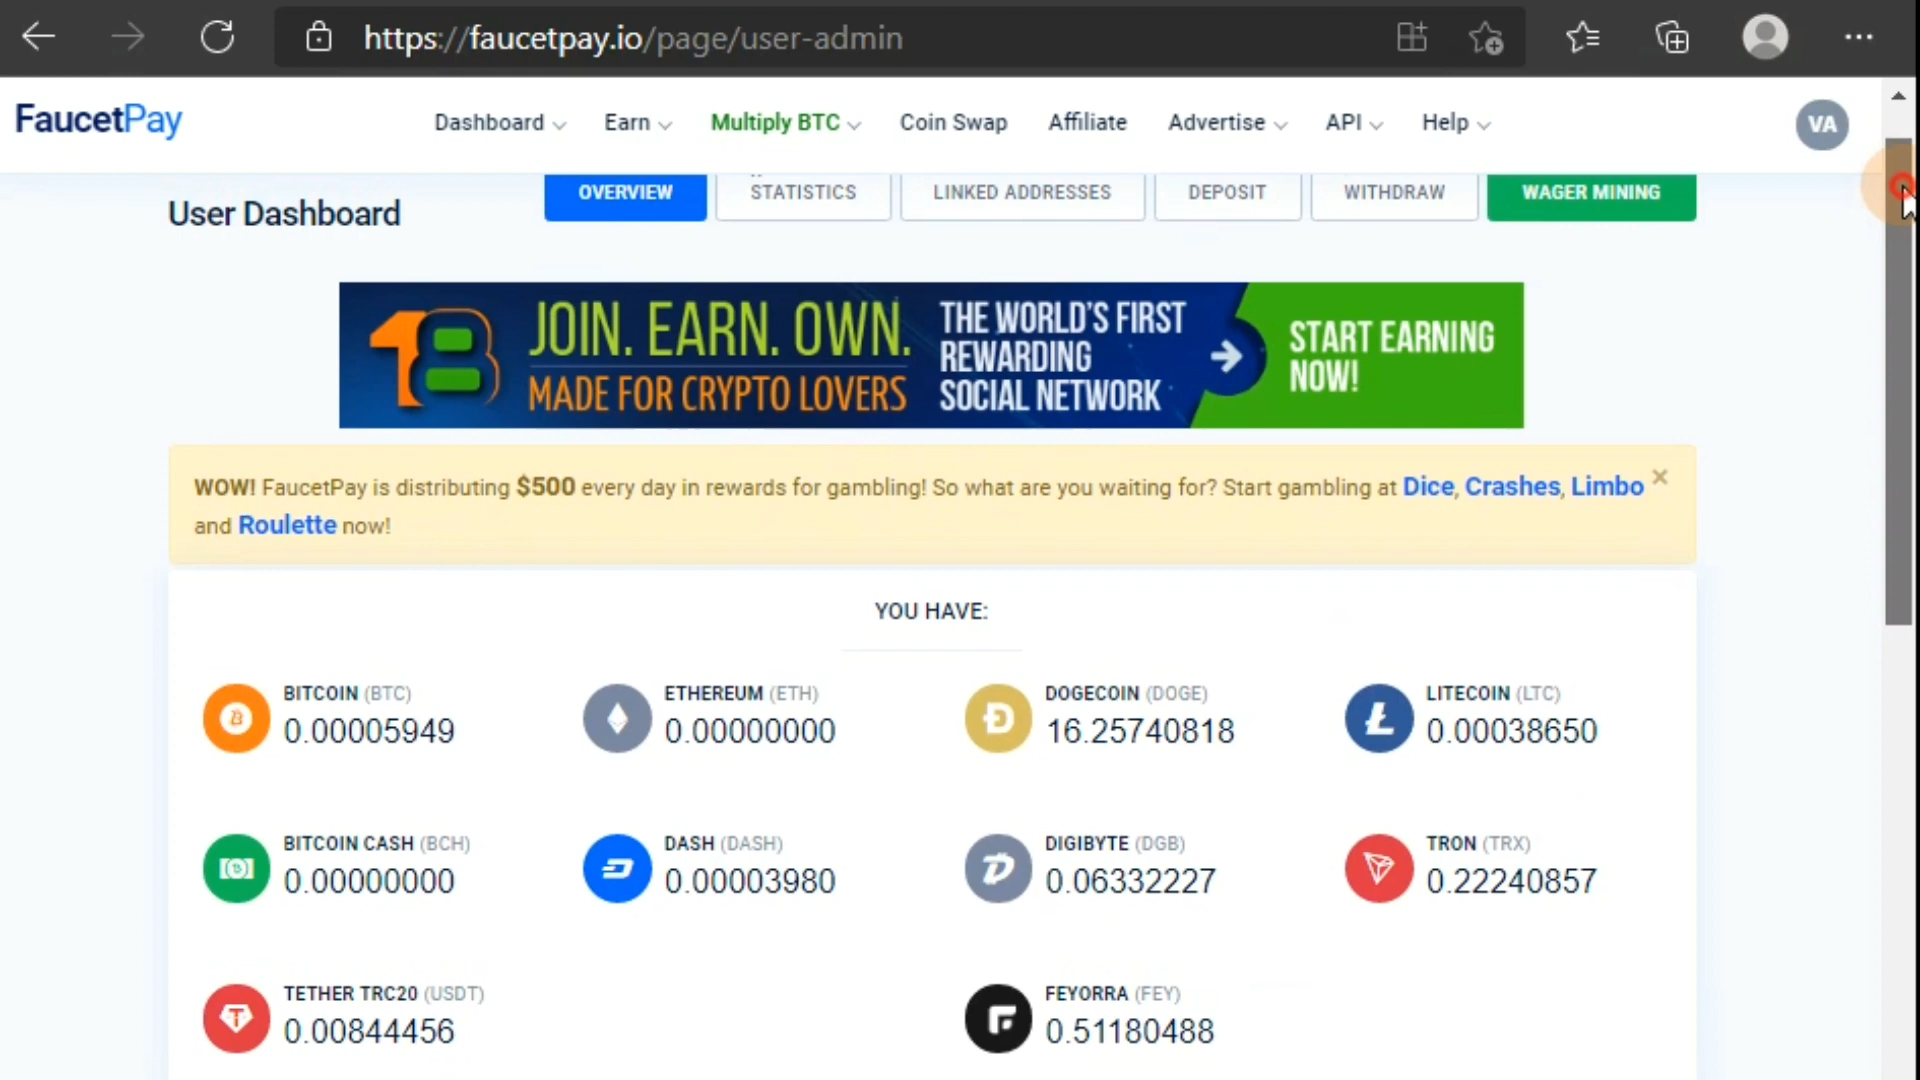 https://faucetpay.io/page/user-admin
FaucetPay
Dashboard
Earn
Multiply BTC
Coin Swap
Affiliate
Advertise
API
Help
VA
User Dashboard
OVERVIEW
STATISTICS
LINKED ADDRESSES
DEPOSIT
WITHDRAW
WAGER MINING
JOIN. EARN. OWN.
MADE FOR CRYPTO LOVERS
THE WORLD'S FIRST
REWARDING
SOCIAL NETWORK
START EARNING
NOW!
WOW! FaucetPay is distributing $500 every day in rewards for gambling! So what are you waiting for? Start gambling at Dice, Crashes, Limbo
and Roulette now!
YOU HAVE:
BITCOIN (BTC)
0.00005949
ETHEREUM (ETH)
0.00000000
DOGECOIN (DOGE)
16.25740818
LITECOIN (LTC)
0.00038650
BITCOIN CASH (BCH)
0.00000000
DASH (DASH)
0.00003980
DIGIBYTE (DGB)
0.06332227
TRON (TRX)
0.22240857
TETHER TRC20 (USDT)
0.00844456
FEYORRA (FEY)
0.51180488